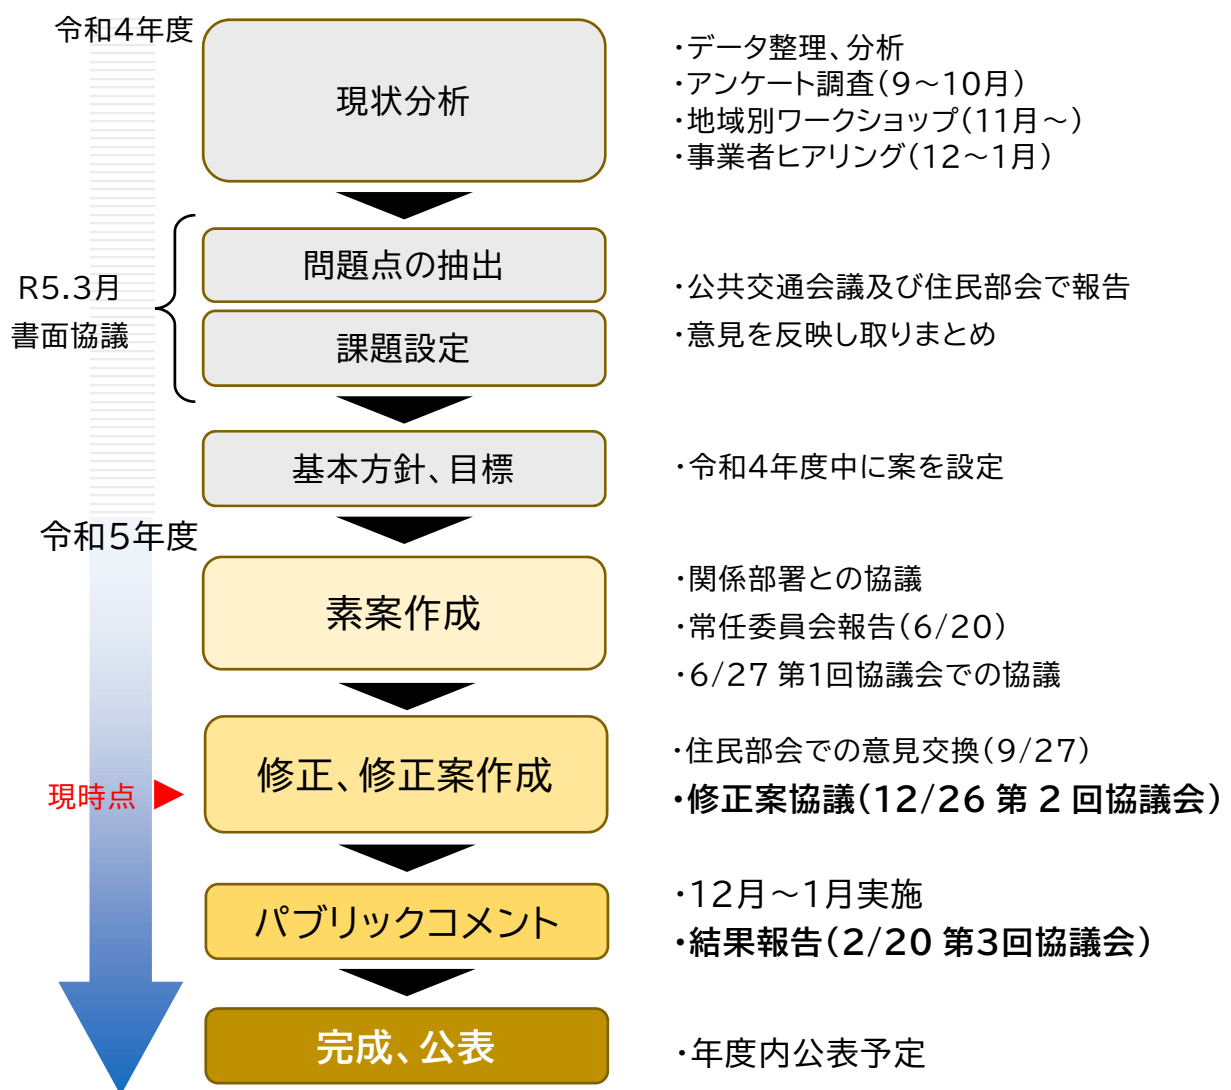 令和4年度
現状分析
・データ整理、分析
・アンケート調査(9～10月)
・地域別ワークショップ(11月～)
・事業者ヒアリング(12～1月)
R5.3月
書面協議
問題点の抽出
課題設定
・公共交通会議及び住民部会で報告
・意見を反映し取りまとめ
基本方針、目標
・令和4年度中に案を設定
令和5年度
素案作成
・関係部署との協議
・常任委員会報告(6/20)
・6/27 第1回協議会での協議
現時点
修正、修正案作成
・住民部会での意見交換(9/27)
・修正案協議(12/26 第 2 回協議会)
パブリックコメント
・12月～1月実施
・結果報告(2/20 第3回協議会)
完成、公表
・年度内公表予定